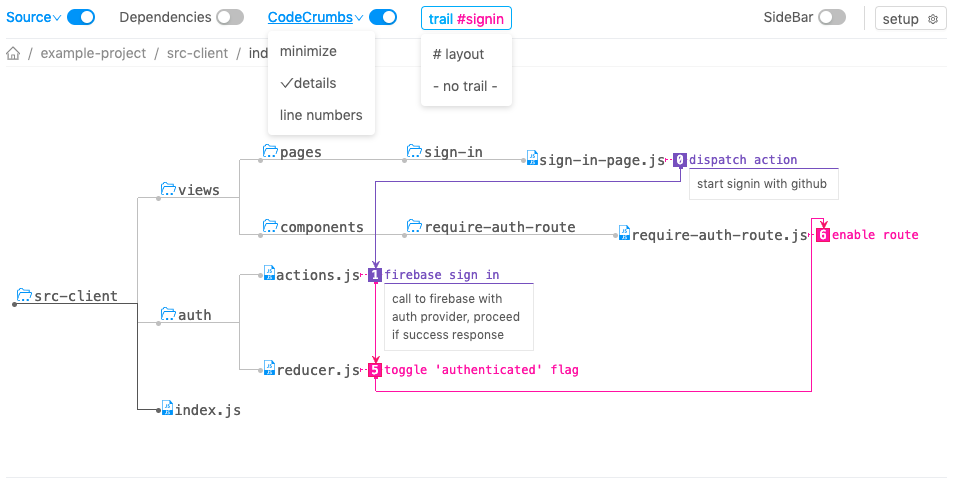 Source Dependencies CodeCrumbs trail #signin SideBar setup
/ example-project / src-client / ind
minimize
✓details
line numbers
# layout
- no trail -
pages
sign-in
sign-in-page.js
0 dispatch action
start signin with github
views
components
require-auth-route
require-auth-route.js
6 enable route
actions.js
1 firebase sign in
call to firebase with
auth provider, proceed
if success response
src-client
auth
reducer.js
5 toggle 'authenticated' flag
index.js